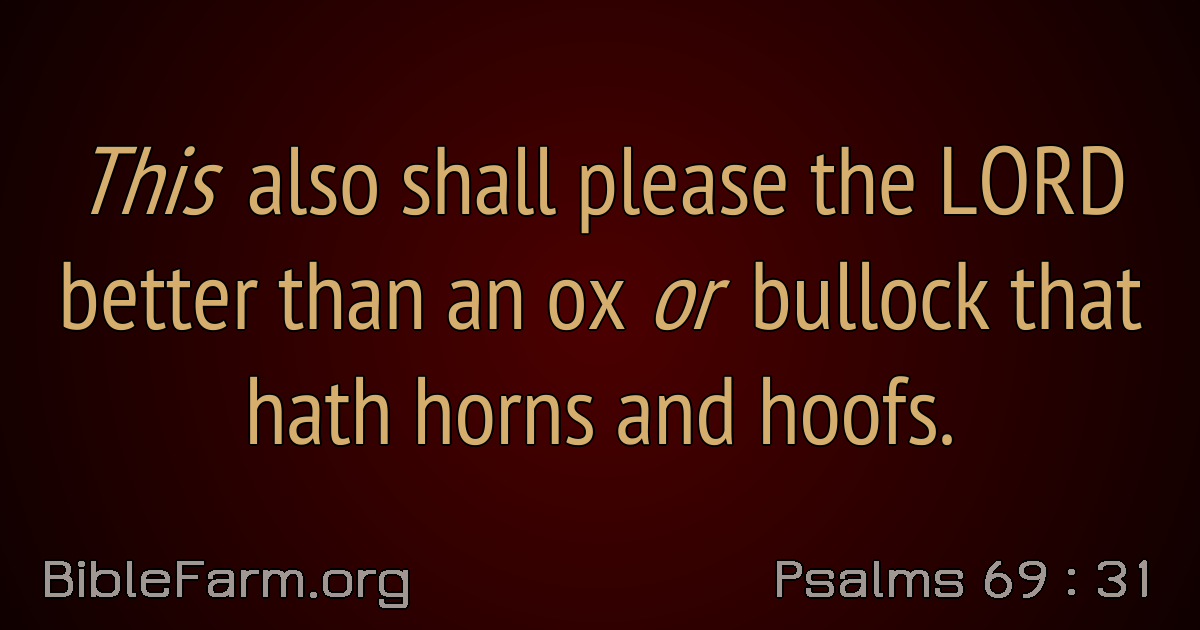 This also shall please the LORD
better than an ox or bullock that
hath horns and hoofs.
BibleFarm.org
Psalms 69 : 31